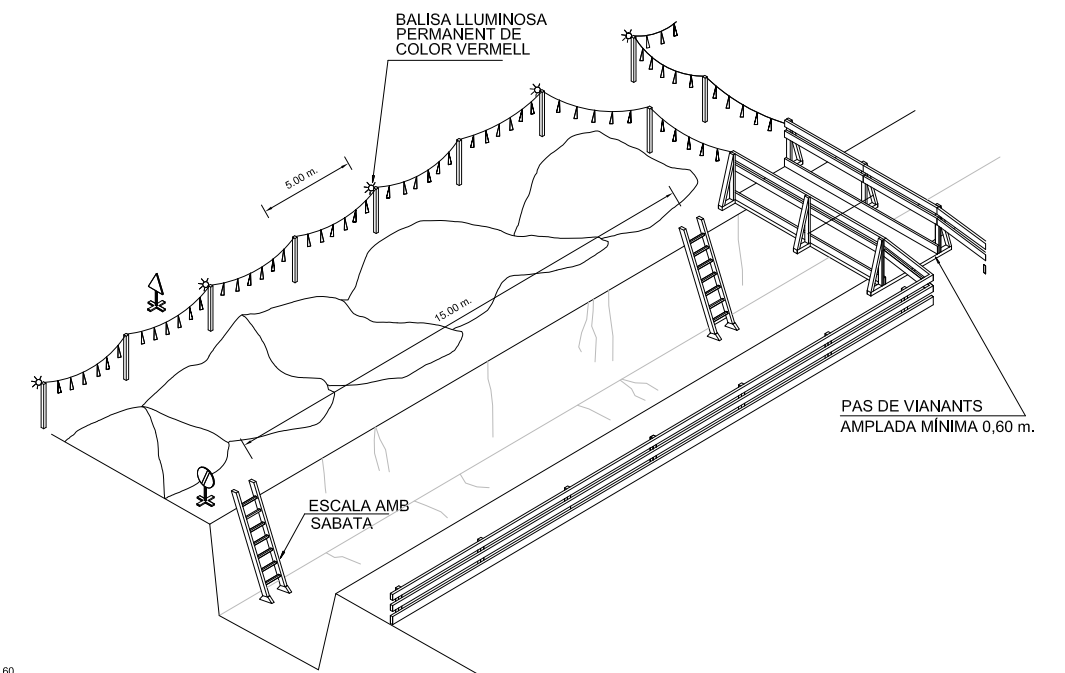 BALISA LLUMINOSA
PERMANENT DE
COLOR VERMELL
5.00 m.
15.00 m.
PAS DE VIANANTS
AMPLADA MÍNIMA 0,60 m.
ESCALA AMB
SABATA
60